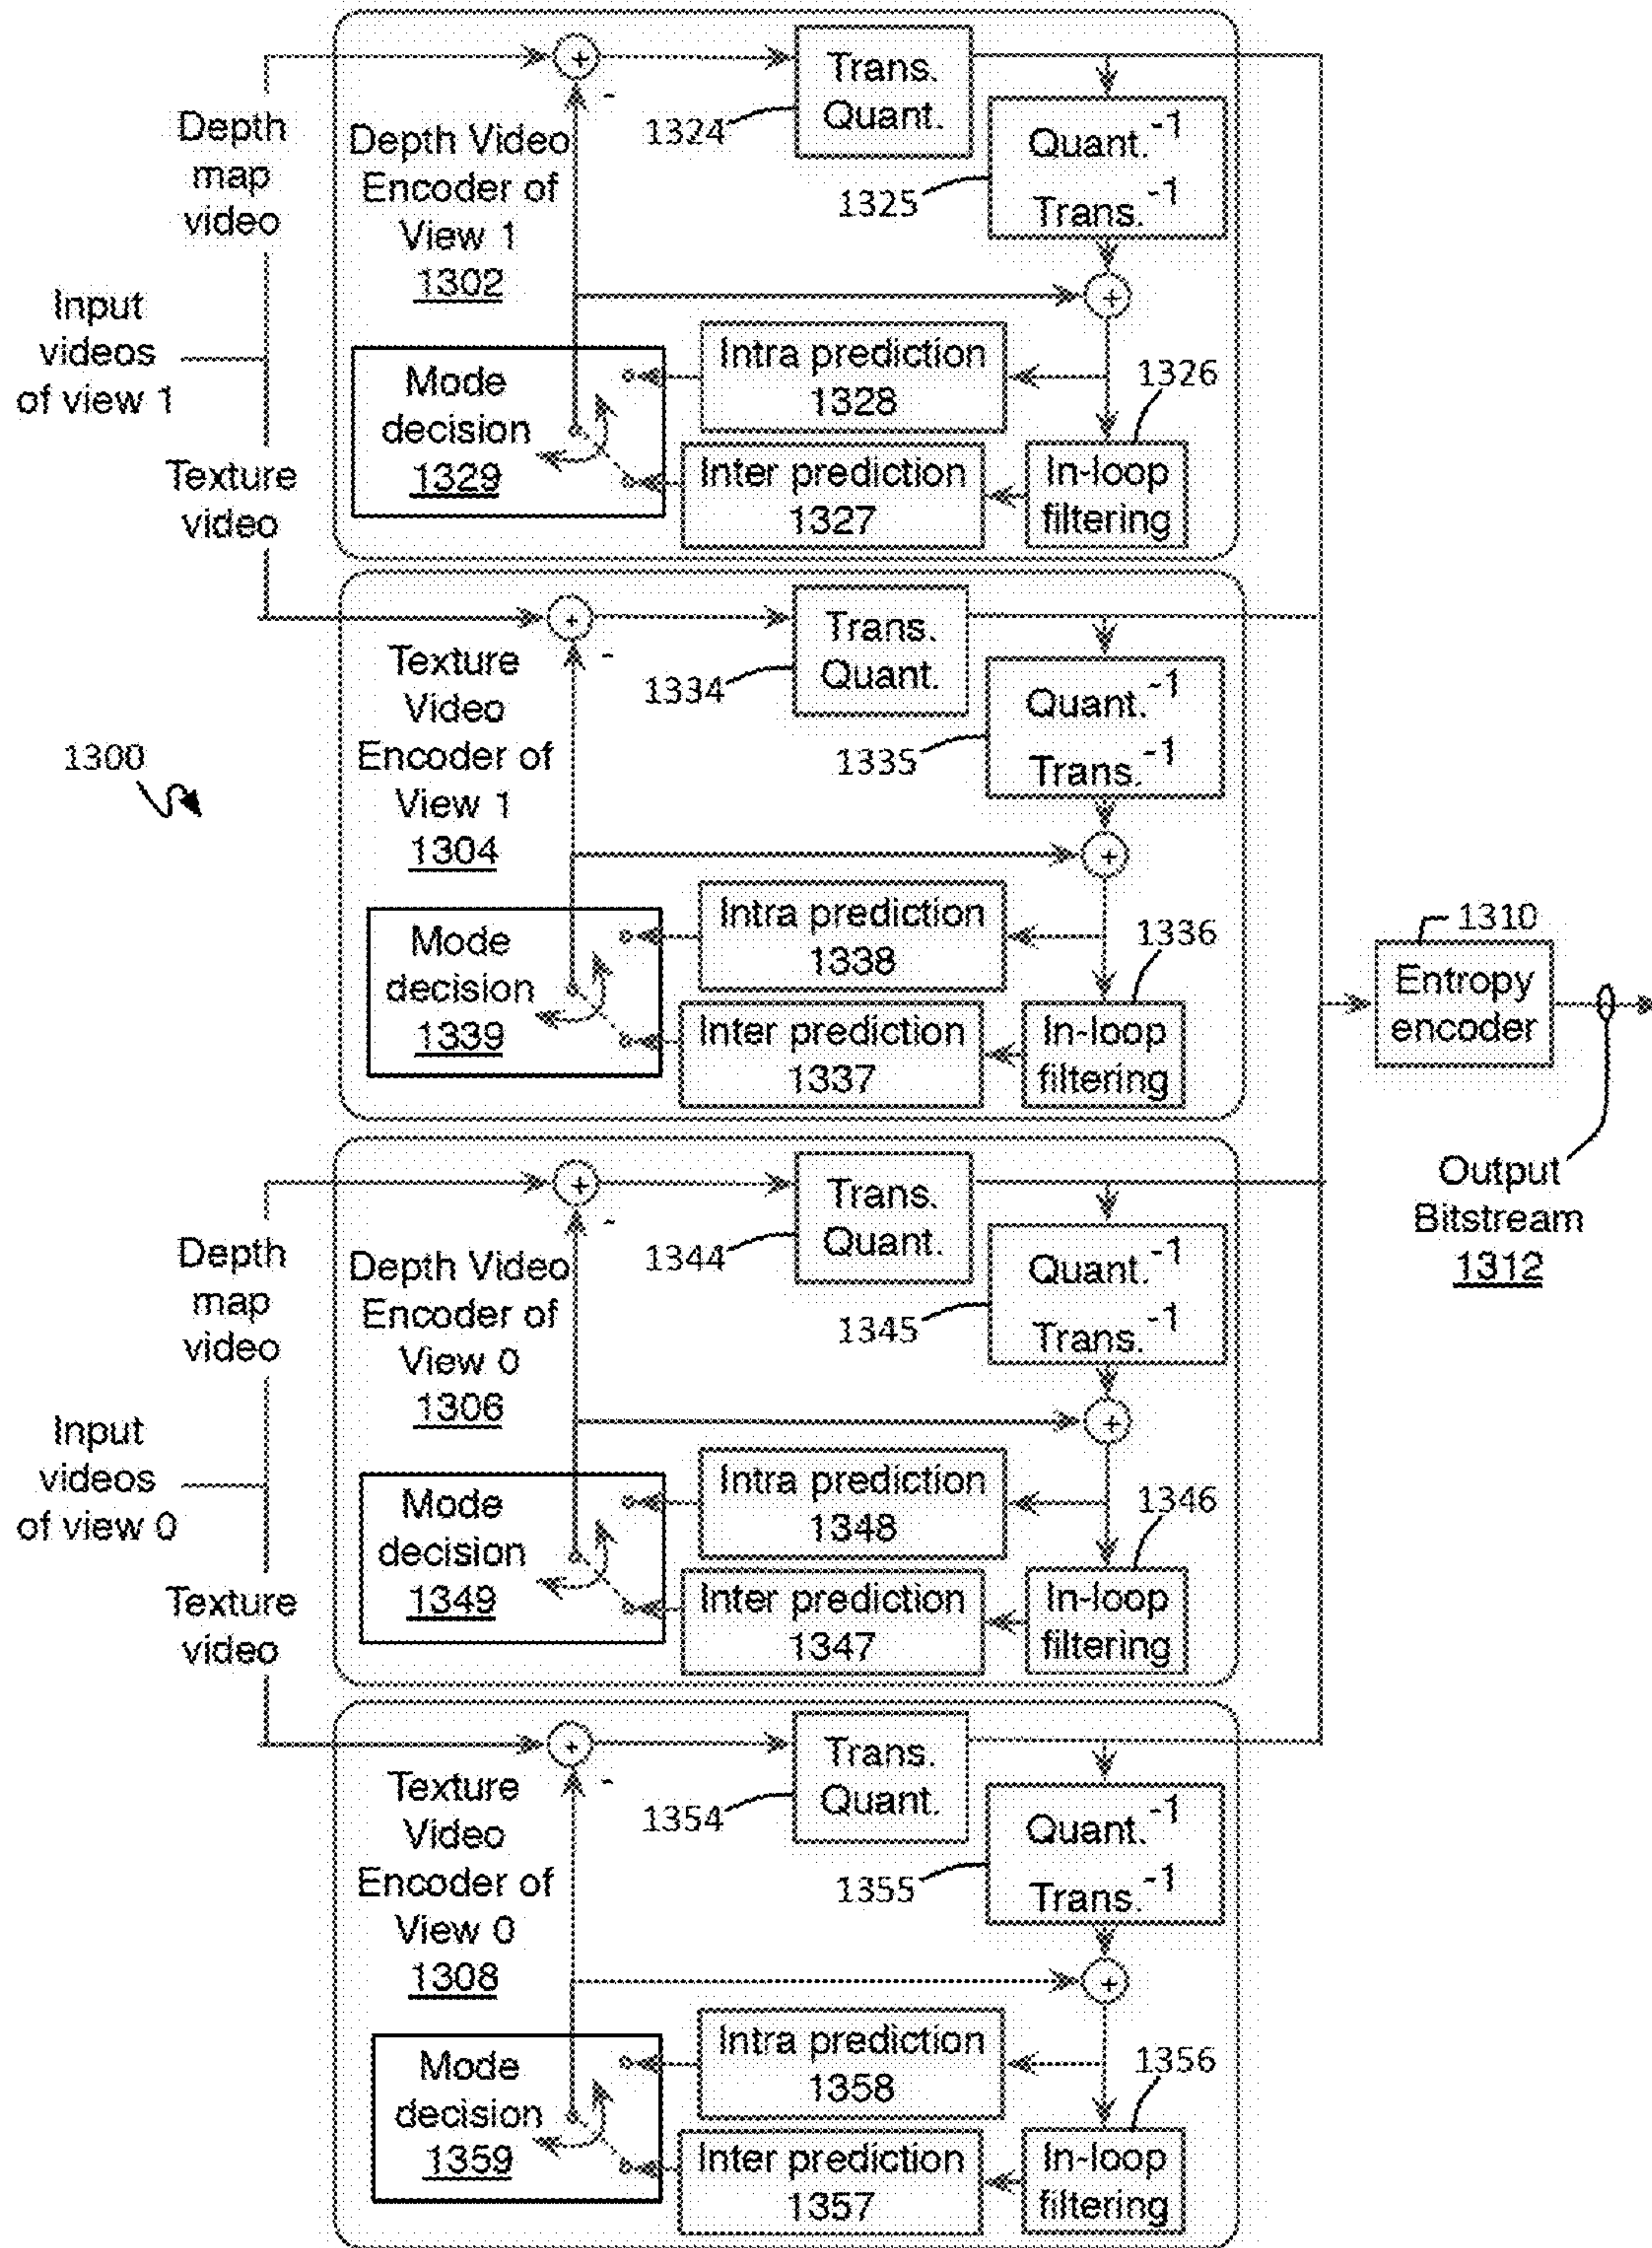 Depth
map
video
Input
videos
of view 1
Texture
video
+
-
Depth Video
Encoder of
View 1
1302
1324
Trans.
Quant.
1325
Quant.-1
Trans.-1
+
Mode
decision
1329
Intra prediction
1328
Inter prediction
1327
1326
In-loop
filtering
1300
+
-
Texture
Video
Encoder of
View 1
1304
1334
Trans.
Quant.
1335
Quant.-1
Trans.-1
+
Mode
decision
1339
Intra prediction
1338
Inter prediction
1337
1336
In-loop
filtering
1310
Entropy
encoder
Output
Bitstream
1312
Depth
map
video
Input
videos
of view 0
Texture
video
+
-
Depth Video
Encoder of
View 0
1306
1344
Trans.
Quant.
1345
Quant.-1
Trans.-1
+
Mode
decision
1349
Intra prediction
1348
Inter prediction
1347
1346
In-loop
filtering
+
-
Texture
Video
Encoder of
View 0
1308
1354
Trans.
Quant.
1355
Quant.-1
Trans.-1
+
Mode
decision
1359
Intra prediction
1358
Inter prediction
1357
1356
In-loop
filtering